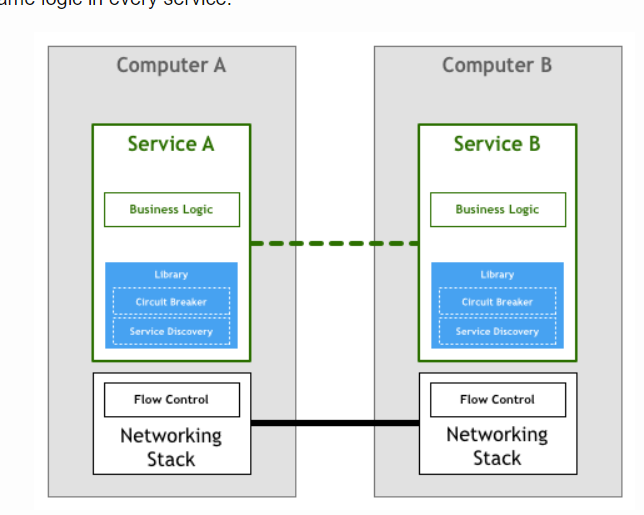 logic in every service.
Computer A
Computer B
Service A
Service B
Business Logic
Business Logic
Library
Library
Circuit Breaker
Circuit Breaker
Service Discovery
Service Discovery
Flow Control
Flow Control
Networking
Stack
Networking
Stack